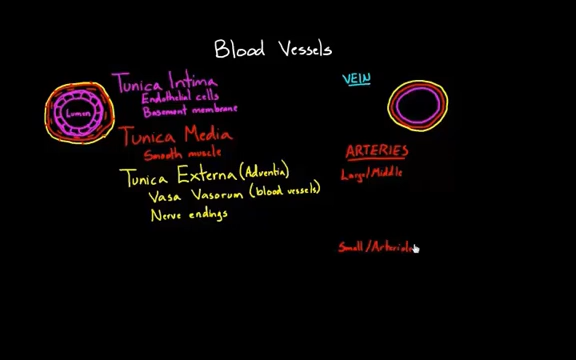 Blood Vessels
Lumen
Tunica Intima
Endothelial cells
Basement membrane
Tunica Media
Smooth muscle
Tunica Externa (Adventia)
Vasa Vasorum (blood vessels)
Nerve endings
VEIN
ARTERIES
Large/Middle
Small/Arteriole